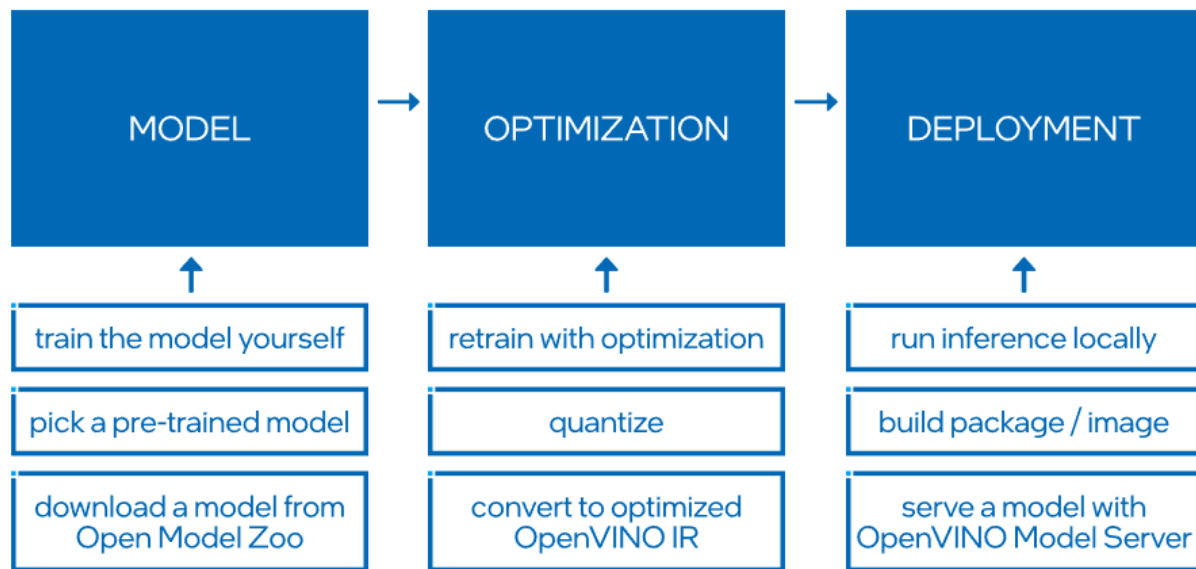 MODEL
OPTIMIZATION
DEPLOYMENT
train the model yourself
pick a pre-trained model
download a model from
Open Model Zoo
retrain with optimization
quantize
convert to optimized
OpenVINO IR
run inference locally
build package / image
serve a model with
OpenVINO Model Server